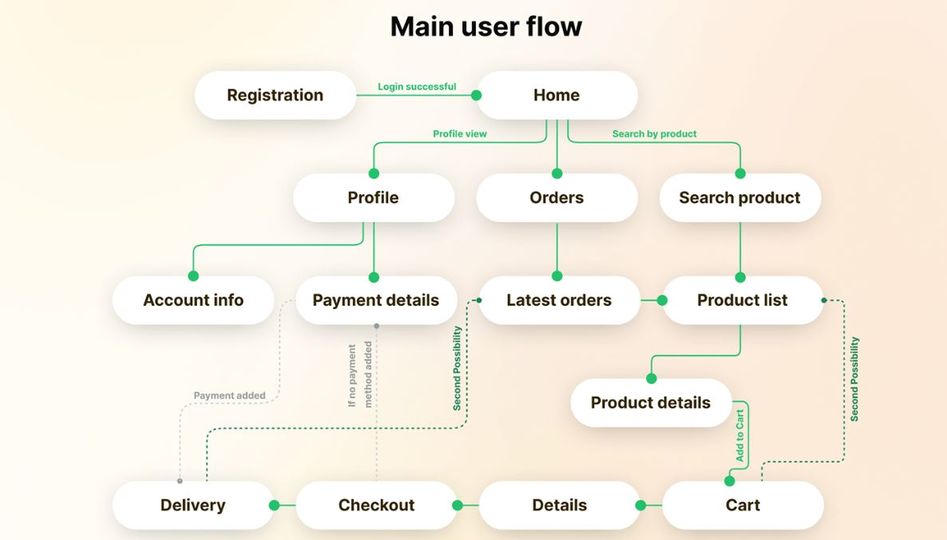 Main user flow
Registration
Login successful
Home
Profile view
Search by product
Profile
Orders
Search product
Account info
Payment details
Latest orders
Product list
If no payment
method added
Second Possibility
Second Possibility
Payment added
Product details
Add to Cart
Delivery
Checkout
Details
Cart